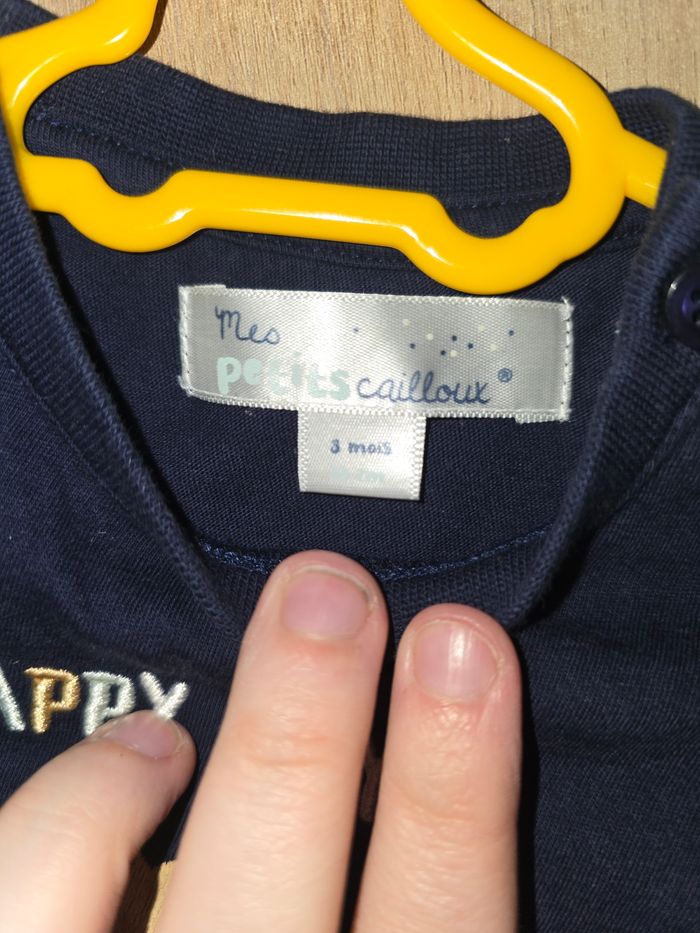 Mes
petits cailloux®
3 mois
APPY